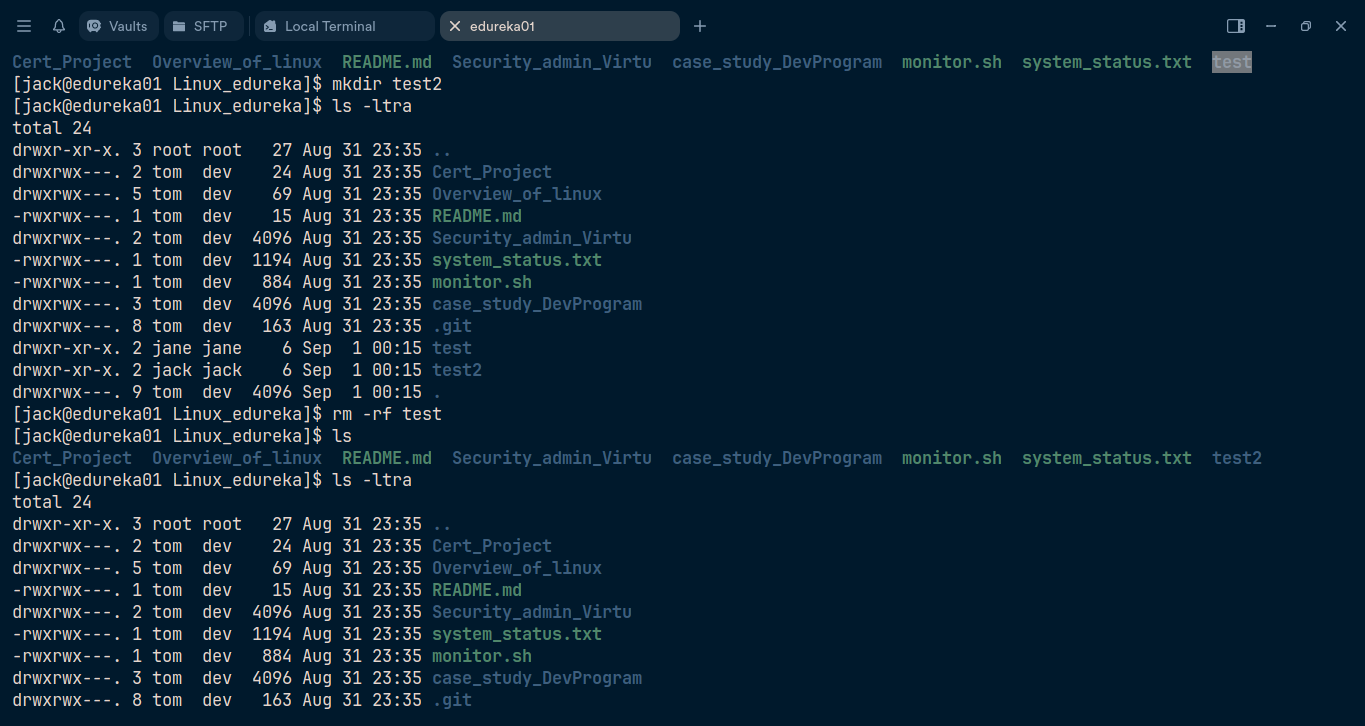 Vaults SFTP Local Terminal edureka01
Cert_Project  Overview_of_linux  README.md  Security_admin_Virtu  case_study_DevProgram  monitor.sh  system_status.txt  test
[jack@edureka01 Linux_edureka]$ mkdir test2
[jack@edureka01 Linux_edureka]$ ls -ltra
total 24
drwxr-xr-x. 3 root root   27 Aug 31 23:35 ..
drwxrwx---. 2 tom  dev    24 Aug 31 23:35 Cert_Project
drwxrwx---. 5 tom  dev    69 Aug 31 23:35 Overview_of_linux
-rwxrwx---. 1 tom  dev    15 Aug 31 23:35 README.md
drwxrwx---. 2 tom  dev  4096 Aug 31 23:35 Security_admin_Virtu
-rwxrwx---. 1 tom  dev  1194 Aug 31 23:35 system_status.txt
-rwxrwx---. 1 tom  dev   884 Aug 31 23:35 monitor.sh
drwxrwx---. 3 tom  dev  4096 Aug 31 23:35 case_study_DevProgram
drwxrwx---. 8 tom  dev   163 Aug 31 23:35 .git
drwxr-xr-x. 2 jane jane    6 Sep  1 00:15 test
drwxr-xr-x. 2 jack jack    6 Sep  1 00:15 test2
drwxrwx---. 9 tom  dev  4096 Sep  1 00:15 .
[jack@edureka01 Linux_edureka]$ rm -rf test
[jack@edureka01 Linux_edureka]$ ls
Cert_Project  Overview_of_linux  README.md  Security_admin_Virtu  case_study_DevProgram  monitor.sh  system_status.txt  test2
[jack@edureka01 Linux_edureka]$ ls -ltra
total 24
drwxr-xr-x. 3 root root   27 Aug 31 23:35 ..
drwxrwx---. 2 tom  dev    24 Aug 31 23:35 Cert_Project
drwxrwx---. 5 tom  dev    69 Aug 31 23:35 Overview_of_linux
-rwxrwx---. 1 tom  dev    15 Aug 31 23:35 README.md
drwxrwx---. 2 tom  dev  4096 Aug 31 23:35 Security_admin_Virtu
-rwxrwx---. 1 tom  dev  1194 Aug 31 23:35 system_status.txt
-rwxrwx---. 1 tom  dev   884 Aug 31 23:35 monitor.sh
drwxrwx---. 3 tom  dev  4096 Aug 31 23:35 case_study_DevProgram
drwxrwx---. 8 tom  dev   163 Aug 31 23:35 .git